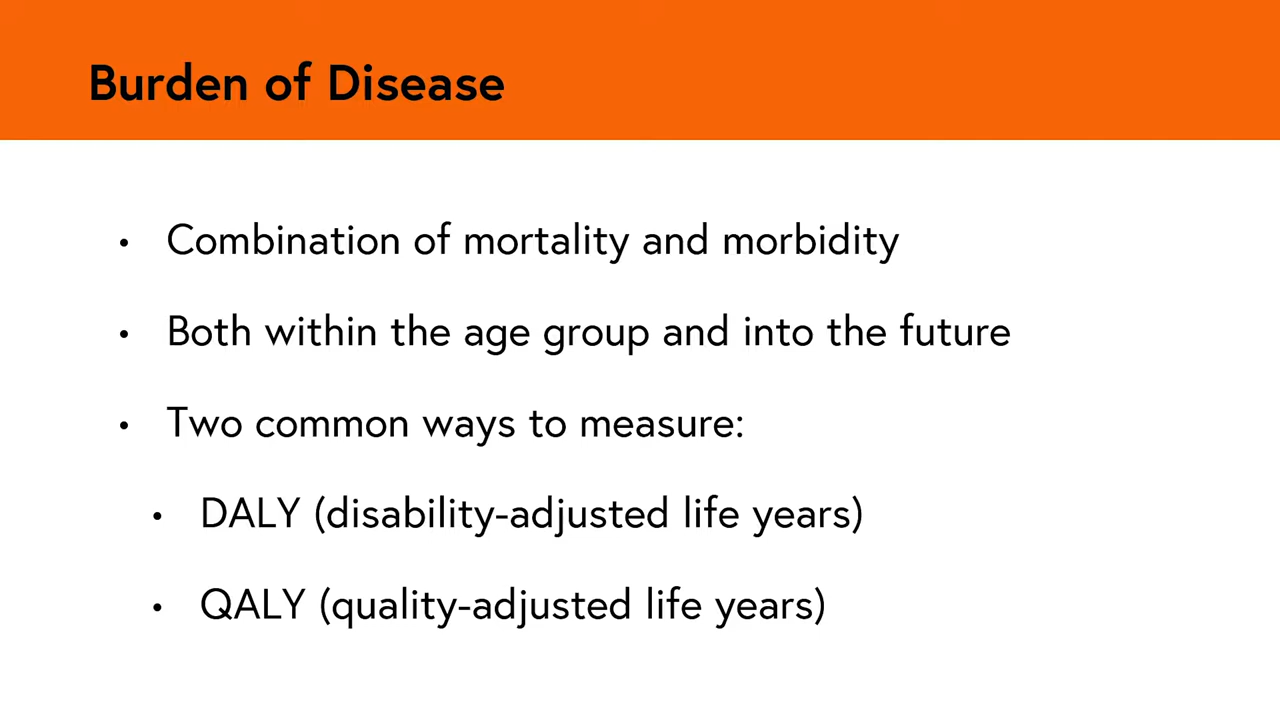 Burden of Disease
• Combination of mortality and morbidity
• Both within the age group and into the future
• Two common ways to measure:
• DALY (disability-adjusted life years)
• QALY (quality-adjusted life years)